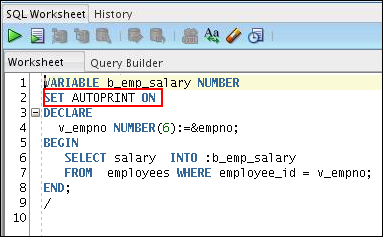 SQL Worksheet History
Worksheet Query Builder
1 VARIABLE b_emp_salary NUMBER
2 SET AUTOPRINT ON
3 DECLARE
4 v_empno NUMBER(6):=&empno;
5 BEGIN
6 SELECT salary INTO :b_emp_salary
7 FROM employees WHERE employee_id = v_empno;
8 END;
9 /
10